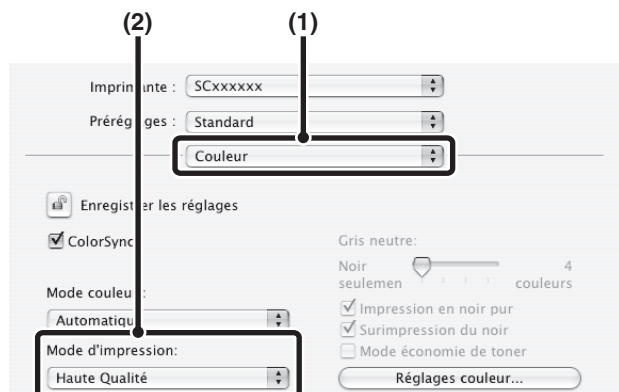 (2) (1)
Imprimante : SCxxxxxx
Préréglages : Standard
Couleur
Enregistrer les réglages
ColorSync
Gris neutre:
Noir seulemen 4 couleurs
Mode couleur :
Automatique
Impression en noir pur
Surimpression du noir
Mode d'impression:
Mode économie de toner
Haute Qualité
Réglages couleur...